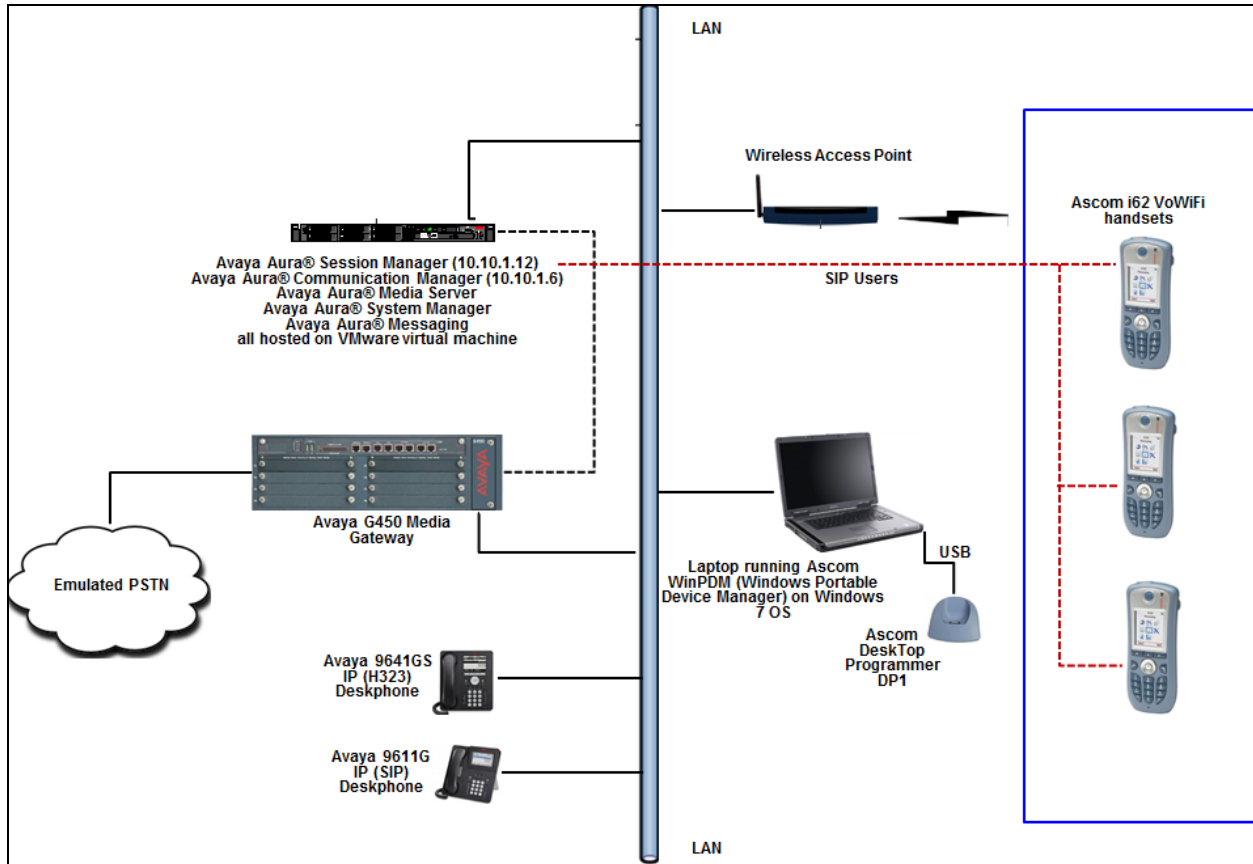 LAN
Wireless Access Point
Ascom i62 VoWiFi
handsets
Avaya Aura® Session Manager (10.10.1.12)
Avaya Aura® Communication Manager (10.10.1.6)
Avaya Aura® Media Server
Avaya Aura® System Manager
Avaya Aura® Messaging
all hosted on VMware virtual machine
SIP Users
AVAYA
Avaya G450 Media
Gateway
Emulated PSTN
Laptop running Ascom
WinPDM (Windows Portable
Device Manager) on Windows
7 OS
USB
Ascom
DeskTop
Programmer
DP1
Avaya 9641GS
IP (H323)
Deskphone
Avaya 9611G
IP (SIP)
Deskphone
LAN